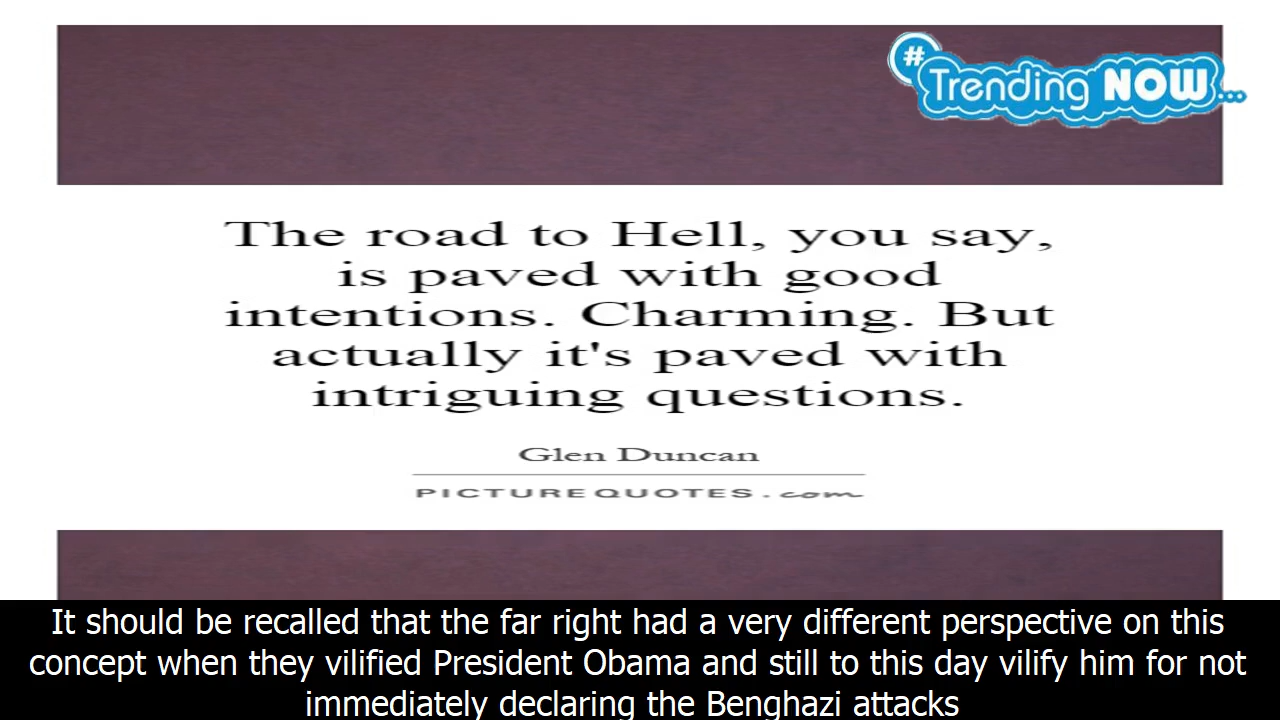 # Trending NOW...
The road to Hell, you say,
is paved with good
intentions. Charming. But
actually it's paved with
intriguing questions.
Glen Duncan
PICTUREQUOTES.com
It should be recalled that the far right had a very different perspective on this
concept when they vilified President Obama and still to this day vilify him for not
immediately declaring the Benghazi attacks